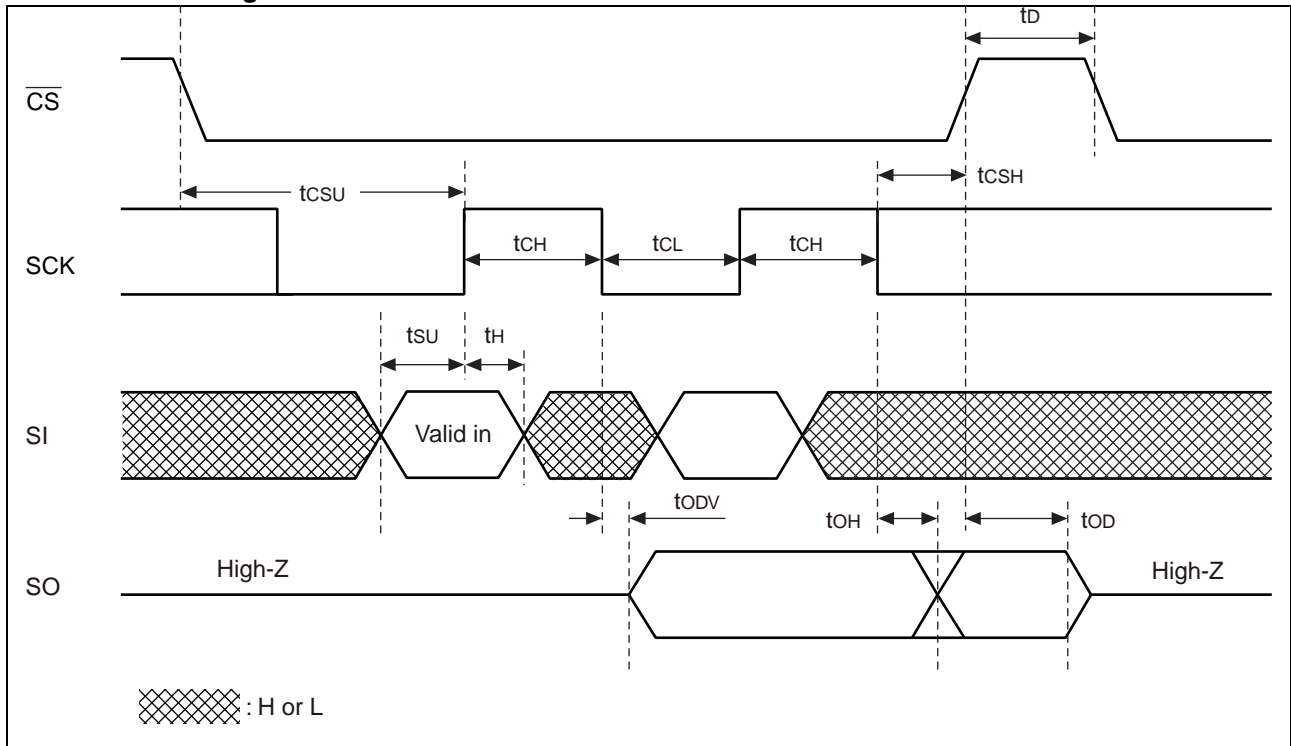 tD
CS
tCSU
tCSH
SCK
tCH
tCL
tCH
tSU
tH
SI
Valid in
tODV
tOH
tOD
SO
High-Z
High-Z
: H or L